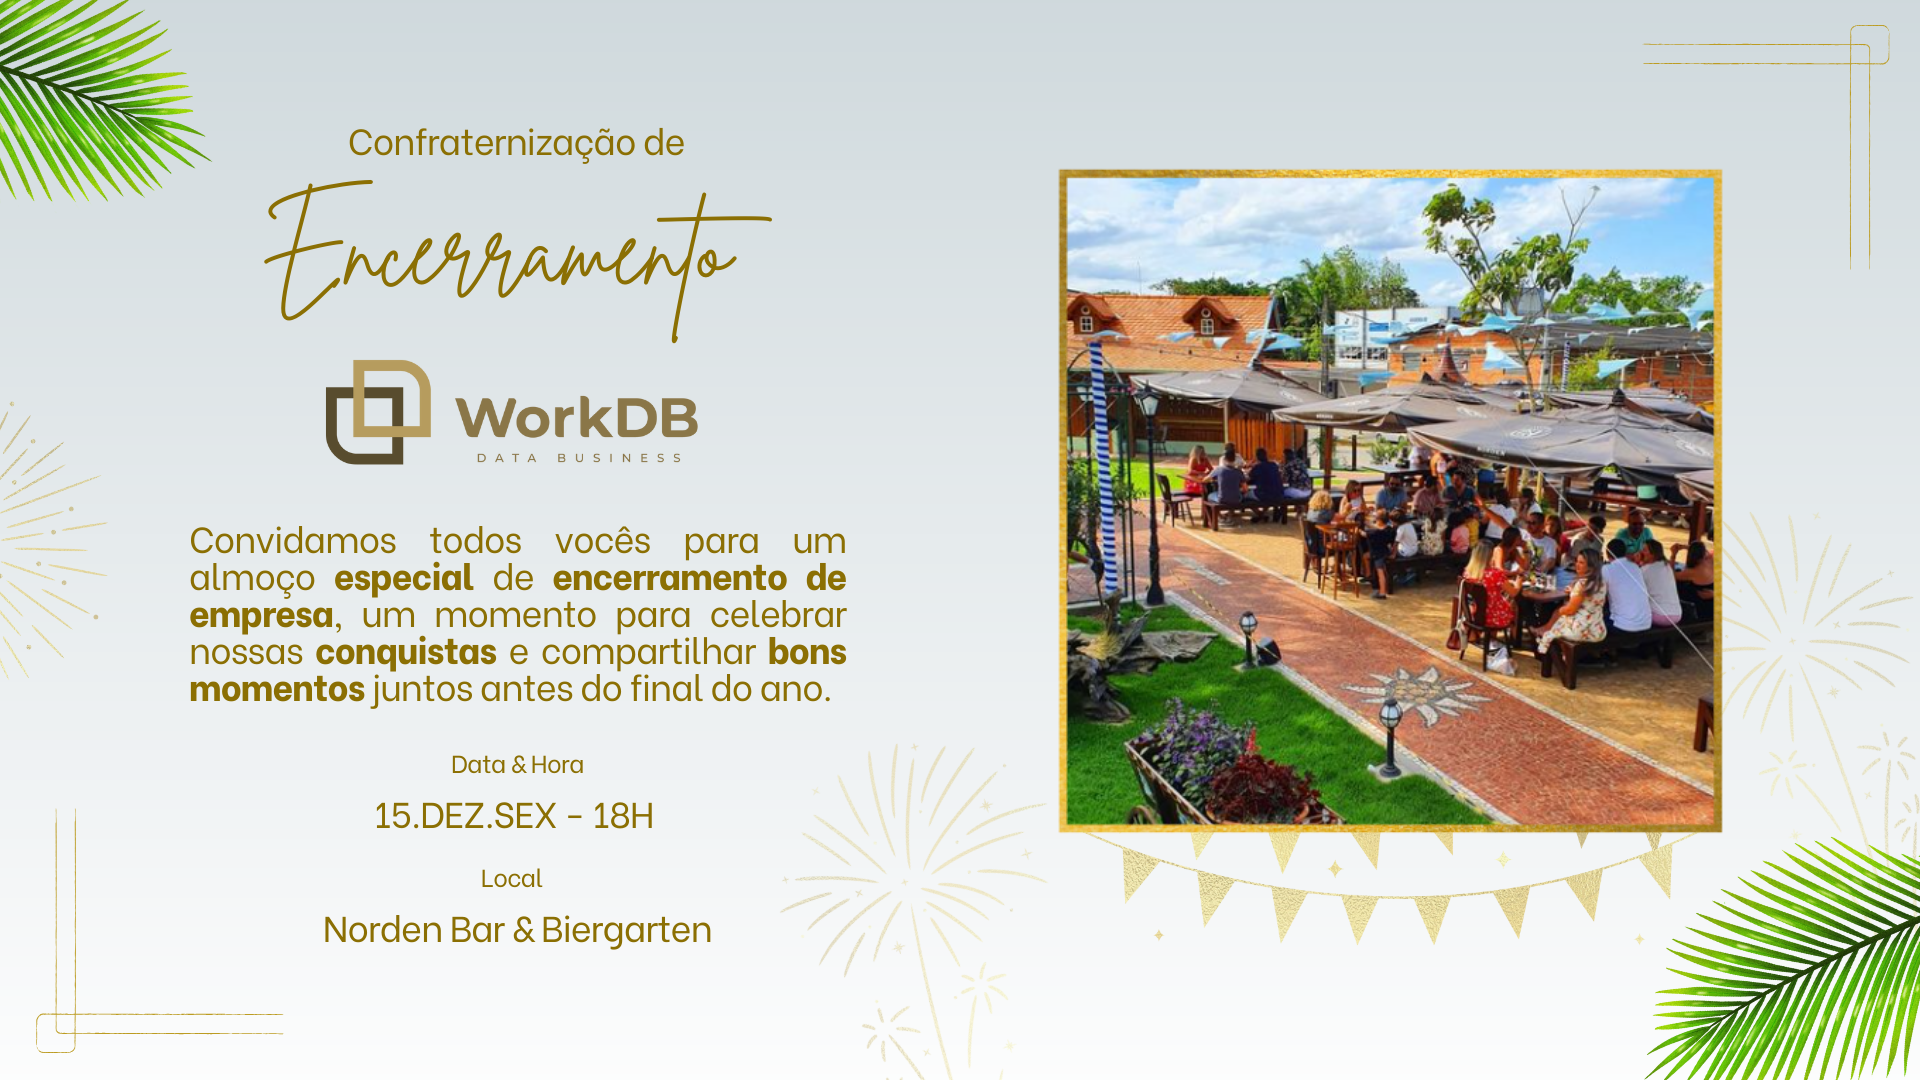 Confraternização de
Encerramento
WorkDB
DATA BUSINESS
Convidamos todos vocês para um
almoço especial de encerramento de
empresa, um momento para celebrar
nossas conquistas e compartilhar bons
momentos juntos antes do final do ano.
Data & Hora
15.DEZ.SEX - 18H
Local
Norden Bar & Biergarten